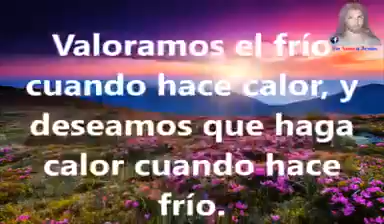 Valoramos el frío
cuando hace calor, y
deseamos que haga
calor cuando hace
frío.